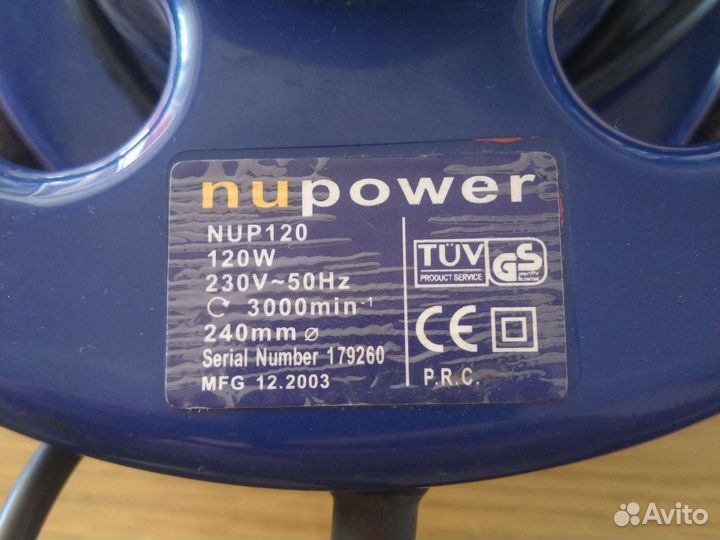 nupower
NUP120
120W
230V~50Hz
3000min-1
240mm ⌀
Serial Number 179260
MFG 12.2003
TÜV
PRODUCT SERVICE
GS
CE
P.R.C.
Avito